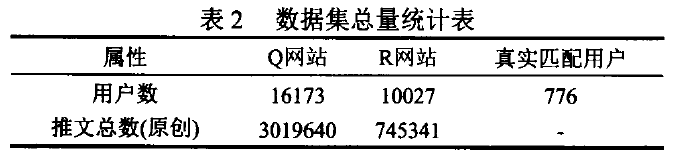 表 2 数据集总量统计表
属性 Q网站 R网站 真实匹配用户
用户数 16173 10027 776
推文总数(原创) 3019640 745341 -